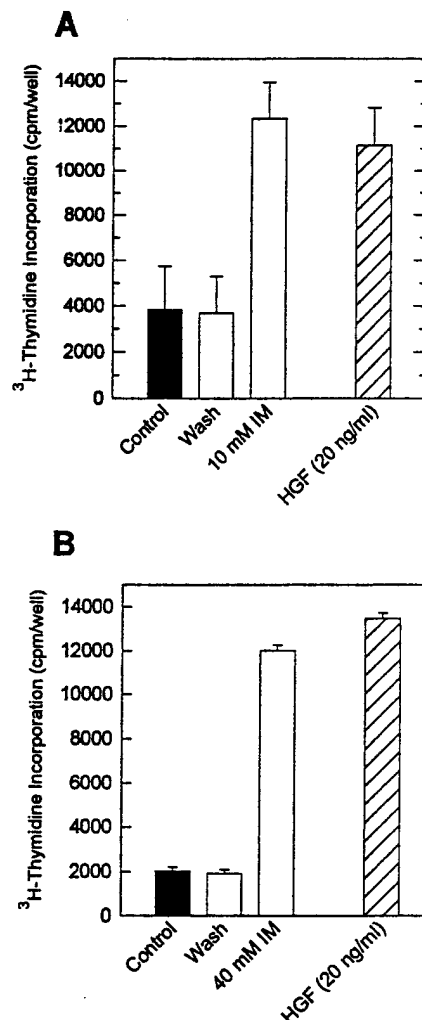 A
³H-Thymidine Incorporation (cpm/well)
14000
12000
10000
8000
6000
4000
2000
0
Control
Wash
10 mM IM
HGF (20 ng/ml)
B
³H-Thymidine Incorporation (cpm/well)
14000
12000
10000
8000
6000
4000
2000
0
Control
Wash
40 mM IM
HGF (20 ng/ml)